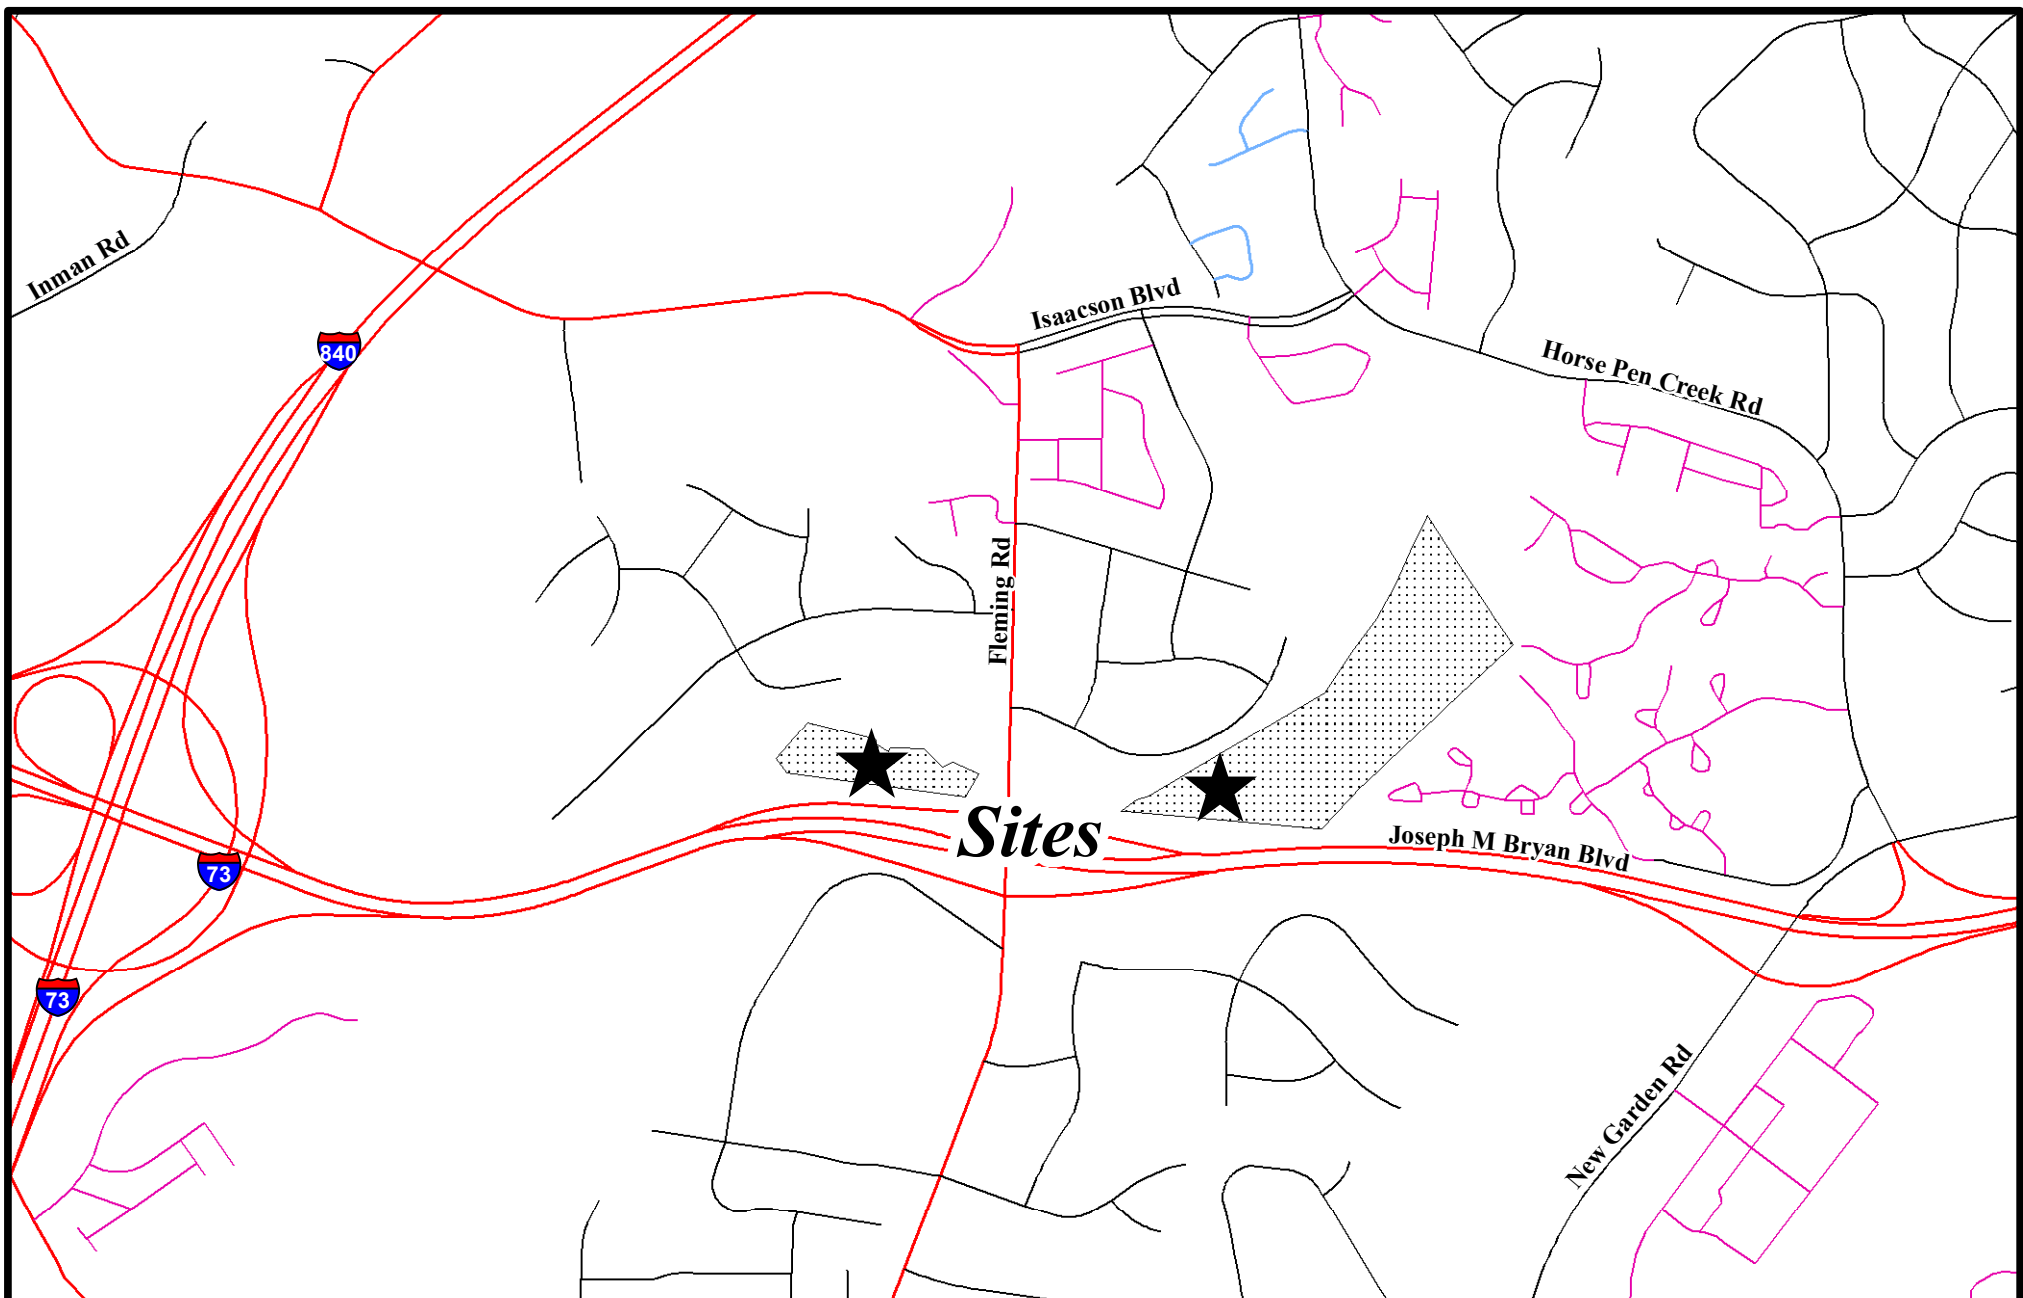 Inman Rd
Isaacson Blvd
840
Horse Pen Creek Rd
Fleming Rd
Sites
Joseph M Bryan Blvd
73
73
New Garden Rd